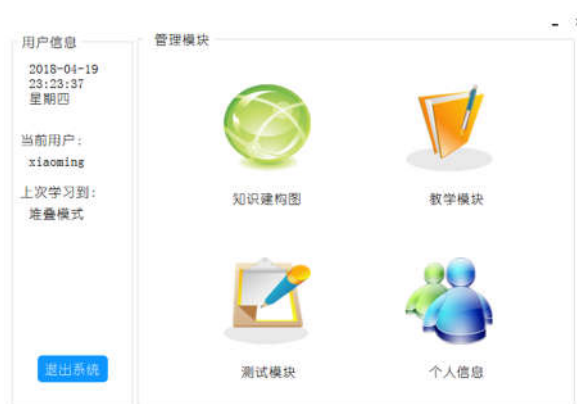 用户信息
2018-04-19
23:23:37
星期四
当前用户:
xiaoming
上次学习到:
堆叠模式
退出系统
管理模块
知识建构图
教学模块
测试模块
个人信息